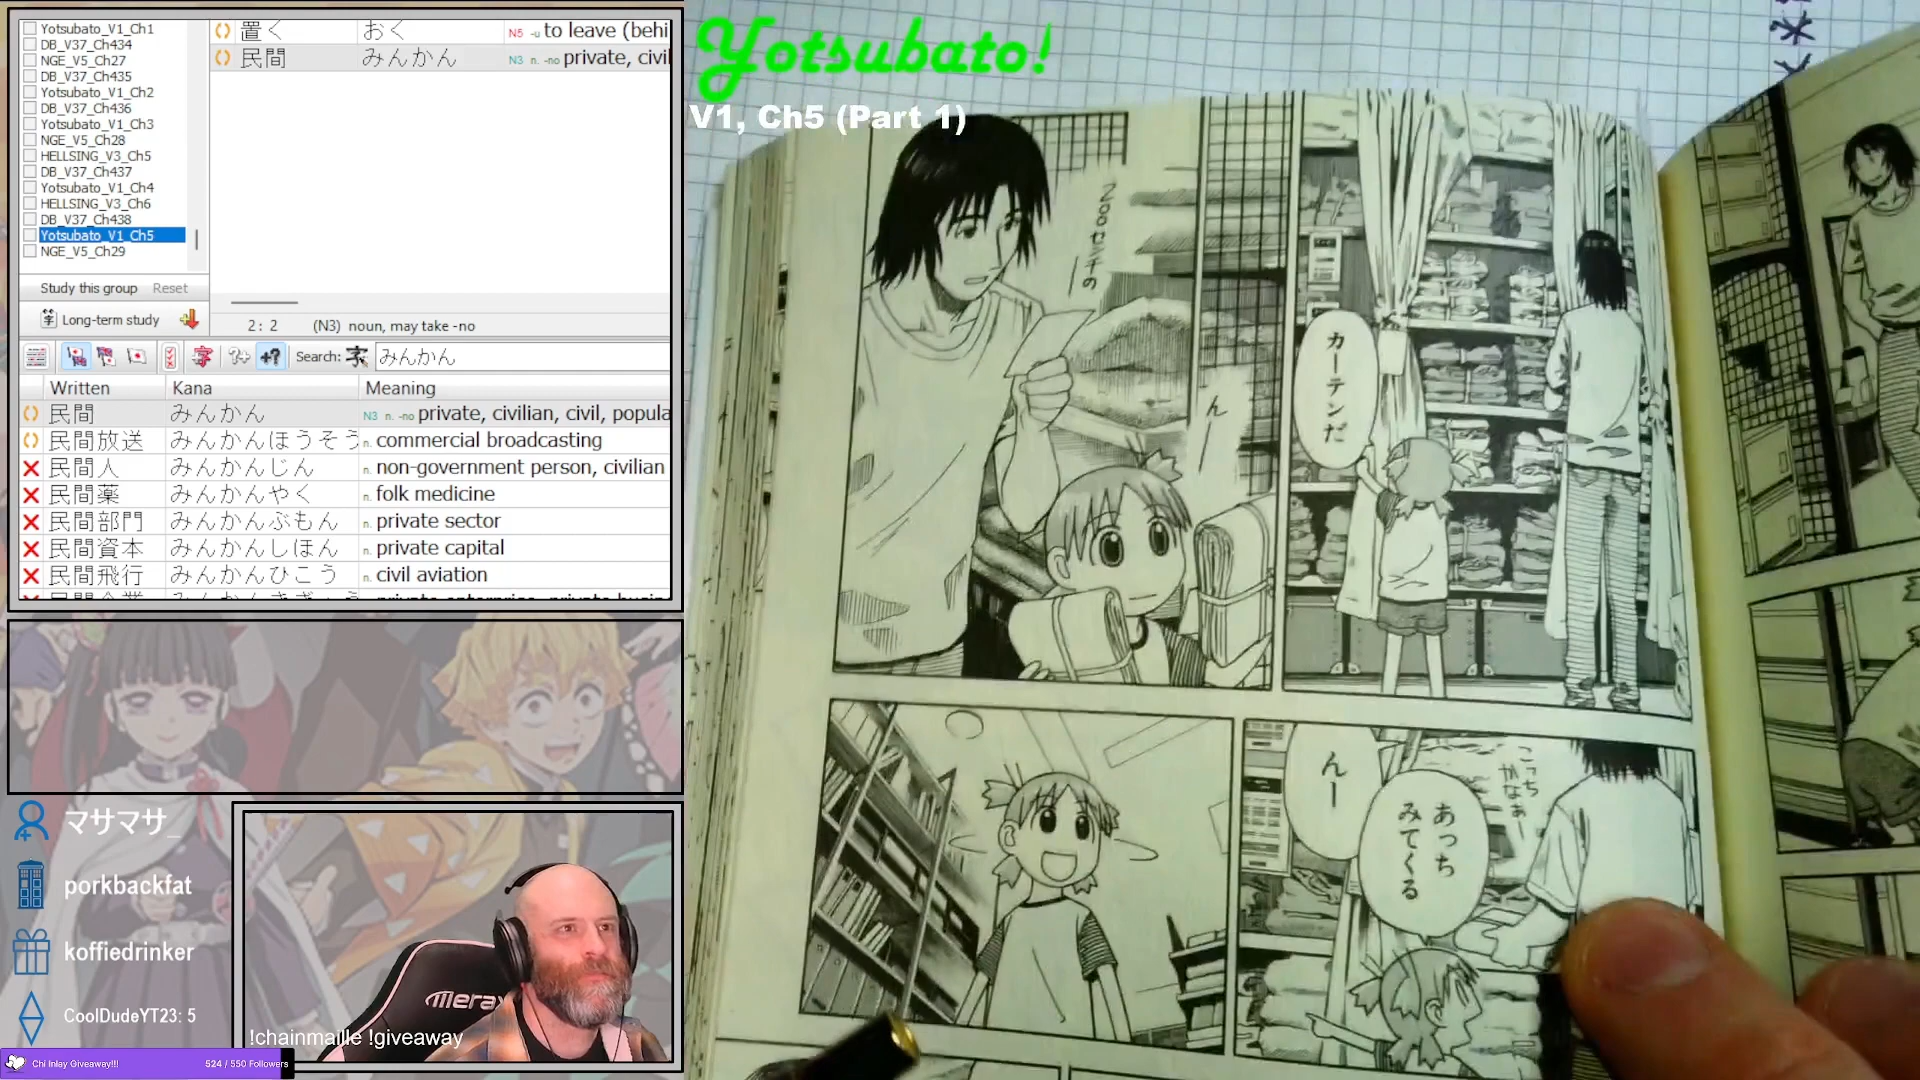 Yotsubato_V1_Ch1
DB_V37_Ch434
NGE_V5_Ch27
DB_V37_Ch435
Yotsubato_V1_Ch2
DB_V37_Ch436
Yotsubato_V1_Ch3
NGE_V5_Ch28
HELLSING_V3_Ch5
DB_V37_Ch437
Yotsubato_V1_Ch4
HELLSING_V3_Ch6
DB_V37_Ch438
Yotsubato_V1_Ch5
NGE_V5_Ch29
Study this group Reset
Long-term study
置く おく N5 -u to leave (behi
民間 みんかん N3 n. -no private, civil
2: 2 (N3) noun, may take -no
Search: みんかん
Written Kana Meaning
民間 みんかん N3 n. -no private, civilian, civil, popula
民間放送 みんかんほうそう n. commercial broadcasting
民間人 みんかんじん n. non-government person, civilian
民間薬 みんかんやく n. folk medicine
民間部門 みんかんぶもん n. private sector
民間資本 みんかんしほん n. private capital
民間飛行 みんかんひこう n. civil aviation
マサマサ_
porkbackfat
koffiedrinker
CoolDudeYT23: 5
Chi Inlay Giveaway!!! 524 / 550 Followers
merax
!chainmaille !giveaway
Yotsubato!
V1, Ch5 (Part 1)
カーテンだ
200センチの
ん
こっち
かなぁー
あっち
みてくる
んー